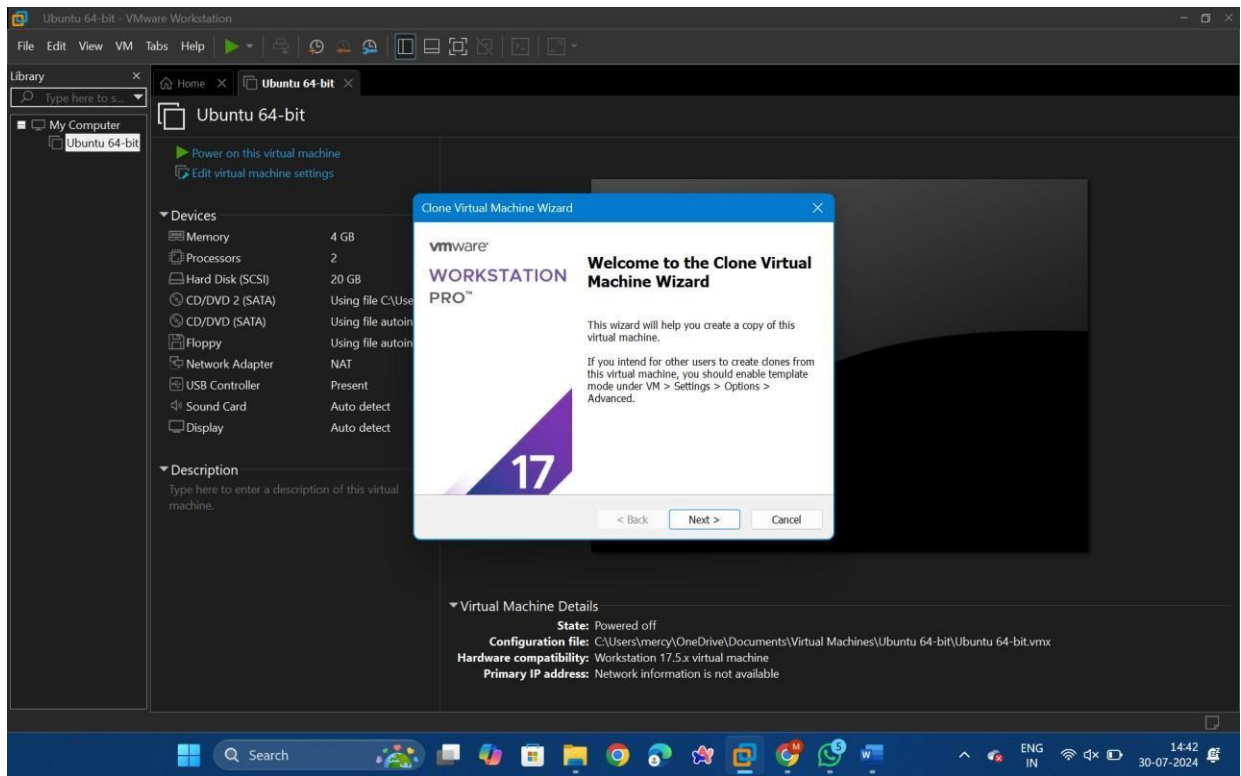 Ubuntu 64-bit - VMware Workstation
File Edit View VM Tabs Help
Library
Type here to s...
My Computer
Ubuntu 64-bit
Home
Ubuntu 64-bit
Ubuntu 64-bit
Power on this virtual machine
Edit virtual machine settings
Devices
Memory 4 GB
Processors 2
Hard Disk (SCSI) 20 GB
CD/DVD 2 (SATA) Using file C:\Use
CD/DVD (SATA) Using file autoin
Floppy Using file autoin
Network Adapter NAT
USB Controller Present
Sound Card Auto detect
Display Auto detect
Description
Type here to enter a description of this virtual
machine.
Clone Virtual Machine Wizard
vmware
WORKSTATION
PRO™
17
Welcome to the Clone Virtual
Machine Wizard
This wizard will help you create a copy of this
virtual machine.
If you intend for other users to create clones from
this virtual machine, you should enable template
mode under VM > Settings > Options >
Advanced.
< Back Next > Cancel
Virtual Machine Details
State: Powered off
Configuration file: C:\Users\mercy\OneDrive\Documents\Virtual Machines\Ubuntu 64-bit\Ubuntu 64-bit.vmx
Hardware compatibility: Workstation 17.5.x virtual machine
Primary IP address: Network information is not available
Search
M
5
W
ENG
IN
14:42
30-07-2024